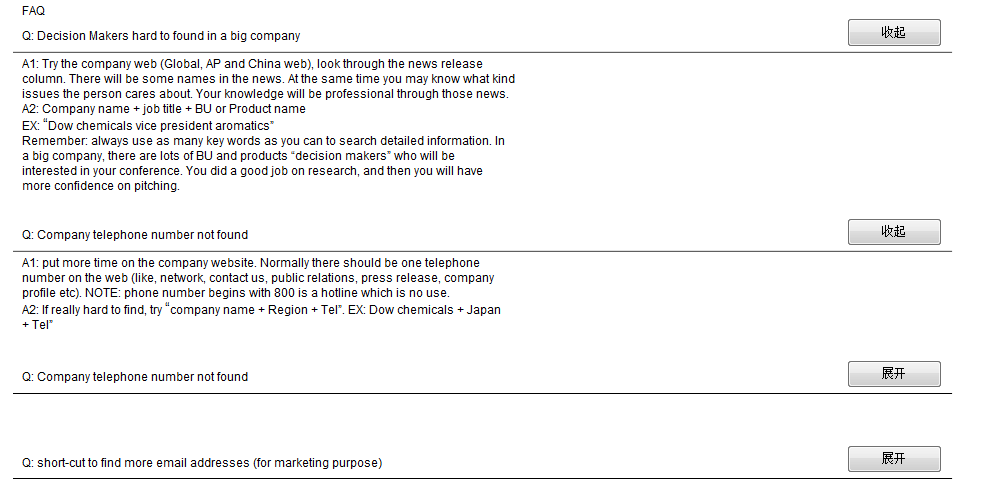 FAQ
Q: Decision Makers hard to found in a big company
收起
A1: Try the company web (Global, AP and China web), look through the news release
column. There will be some names in the news. At the same time you may know what kind
issues the person cares about. Your knowledge will be professional through those news.
A2: Company name + job title + BU or Product name
EX: “Dow chemicals vice president aromatics”
Remember: always use as many key words as you can to search detailed information. In
a big company, there are lots of BU and products “decision makers” who will be
interested in your conference. You did a good job on research, and then you will have
more confidence on pitching.
Q: Company telephone number not found
收起
A1: put more time on the company website. Normally there should be one telephone
number on the web (like, network, contact us, public relations, press release, company
profile etc). NOTE: phone number begins with 800 is a hotline which is no use.
A2: If really hard to find, try “company name + Region + Tel”. EX: Dow chemicals + Japan
+ Tel”
Q: Company telephone number not found
展开
Q: short-cut to find more email addresses (for marketing purpose)
展开